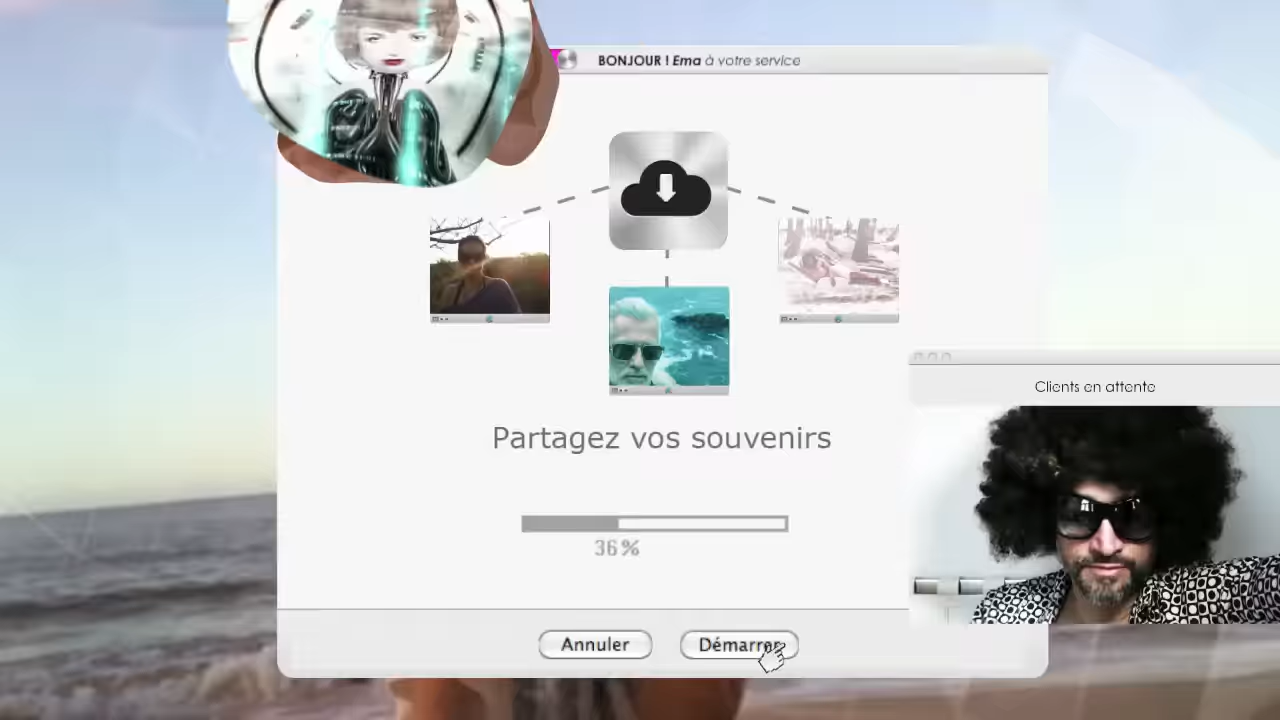 BONJOUR ! Ema à votre service
Partagez vos souvenirs
Clients en attente
36%
Annuler
Démarrer